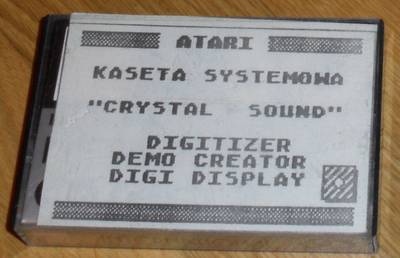 ATARI
KASETA SYSTEMOWA
"CRYSTAL SOUND"
DIGITIZER
DEMO CREATOR
DIGI DISPLAY